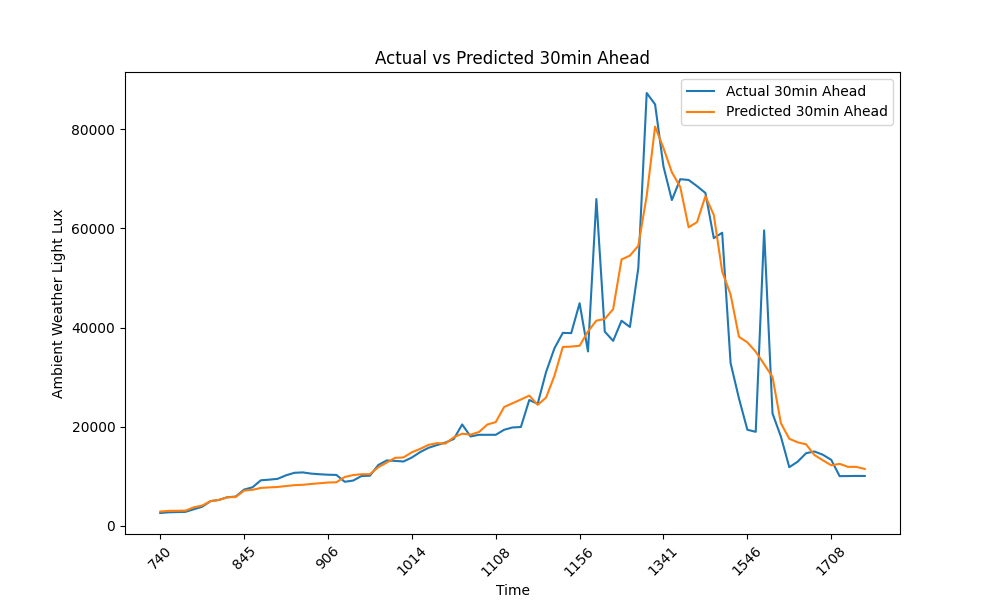 Actual vs Predicted 30min Ahead
Actual 30min Ahead
Predicted 30min Ahead
Ambient Weather Light Lux
80000
60000
40000
20000
0
740
845
906
1014
1108
1156
1341
1546
1708
Time